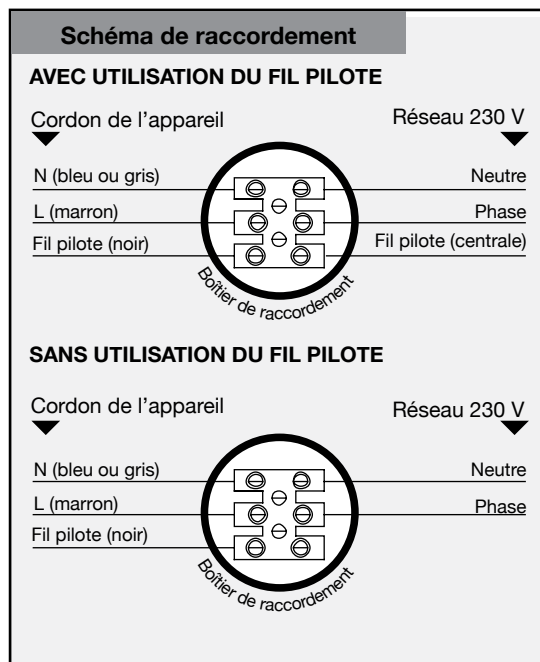 Schéma de raccordement
AVEC UTILISATION DU FIL PILOTE
Cordon de l'appareil
Réseau 230 V
N (bleu ou gris)
Neutre
L (marron)
Phase
Fil pilote (noir)
Fil pilote (centrale)
Boîtier de raccordement
SANS UTILISATION DU FIL PILOTE
Cordon de l'appareil
Réseau 230 V
N (bleu ou gris)
Neutre
L (marron)
Phase
Fil pilote (noir)
Boîtier de raccordement